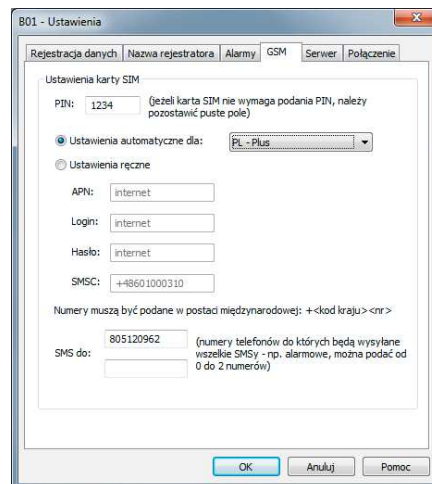 B01 - Ustawienia
Rejestracja danych Nazwa rejestratora Alarmy GSM Serwer Połączenie
Ustawienia karty SIM
PIN: 1234 (jeżeli karta SIM nie wymaga podania PIN, należy
pozostawić puste pole)
Ustawienia automatyczne dla: PL - Plus
Ustawienia ręczne
APN: internet
Login: internet
Hasło: internet
SMSC: +48601000310
Numery muszą być podane w postaci międzynarodowej: +<kod kraju><nr>
SMS do: 805120962 (numery telefonów do których będą wysyłane
wszelkie SMSy - np. alarmowe, można podać od
0 do 2 numerów)
OK Anuluj Pomoc